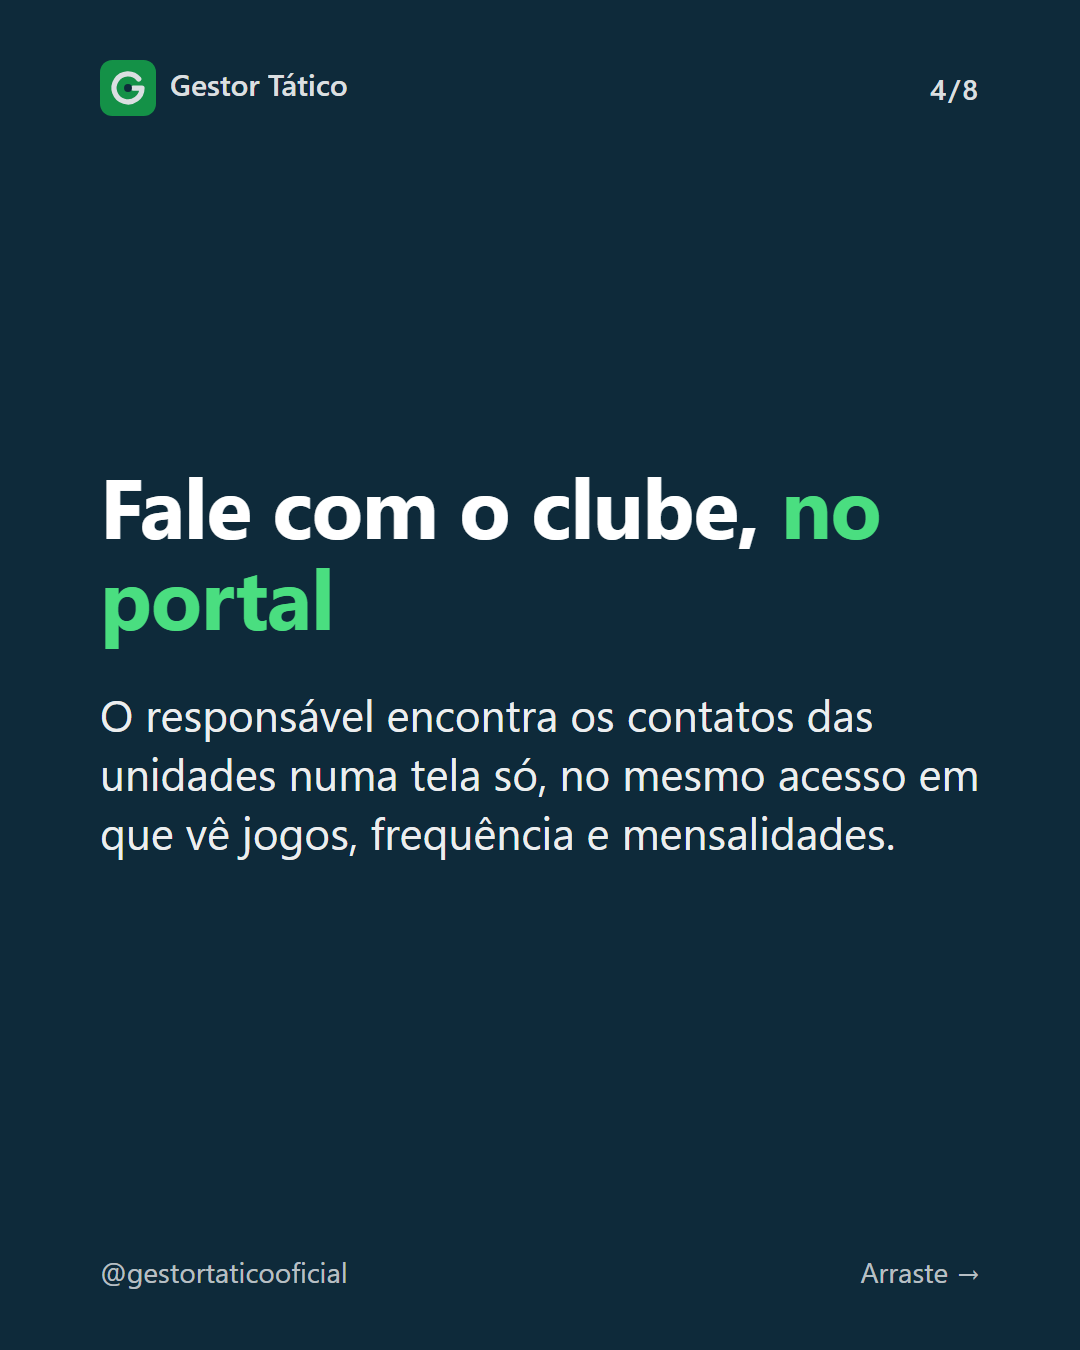 Gestor Tático
4/8
Fale com o clube, no
portal
O responsável encontra os contatos das
unidades numa tela só, no mesmo acesso em
que vê jogos, frequência e mensalidades.
@gestortaticooficial
Arraste →